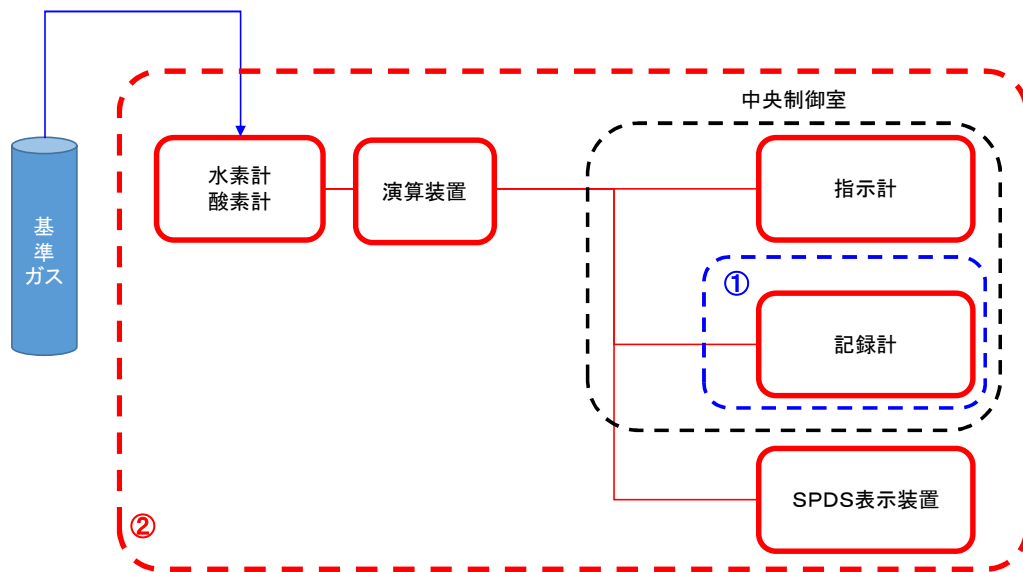 中央制御室
水素計
酸素計
演算装置
指示計
基
準
ガス
①
記録計
SPDS表示装置
②